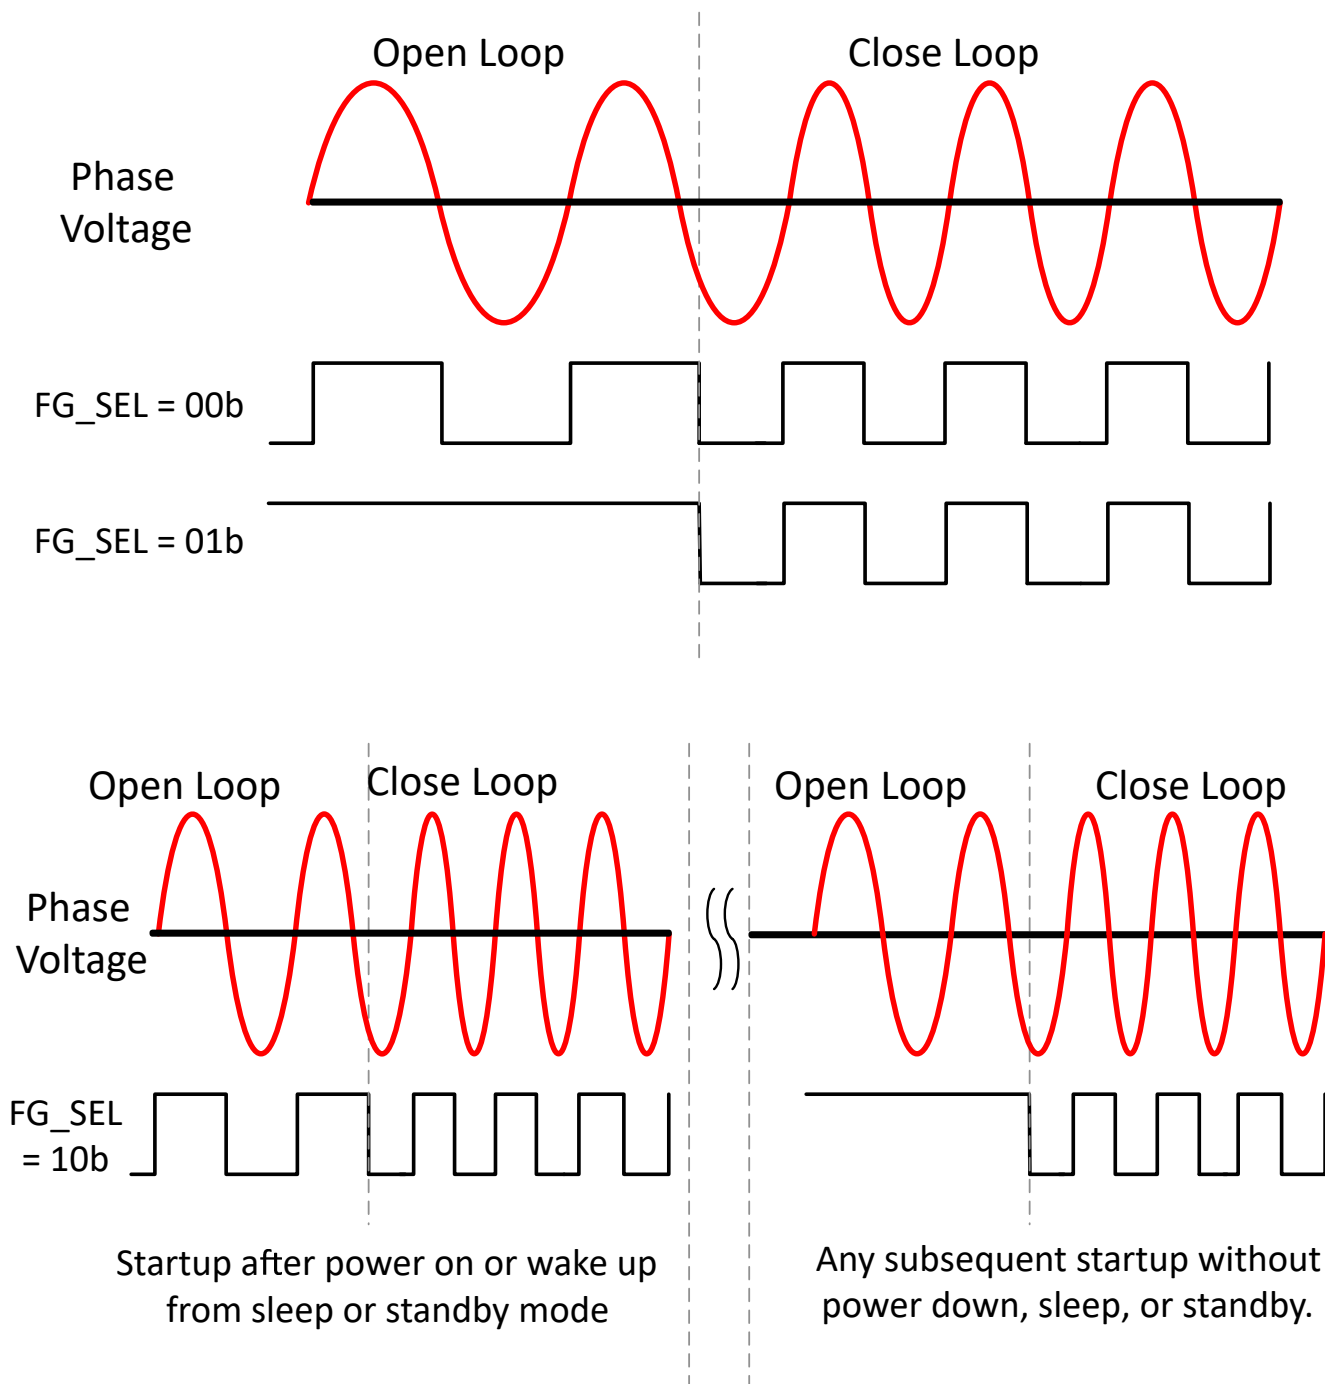 Open Loop
Close Loop
Phase
Voltage
FG_SEL = 00b
FG_SEL = 01b
Open Loop
Close Loop
Open Loop
Close Loop
Phase
Voltage
FG_SEL
= 10b
Startup after power on or wake up
from sleep or standby mode
Any subsequent startup without
power down, sleep, or standby.